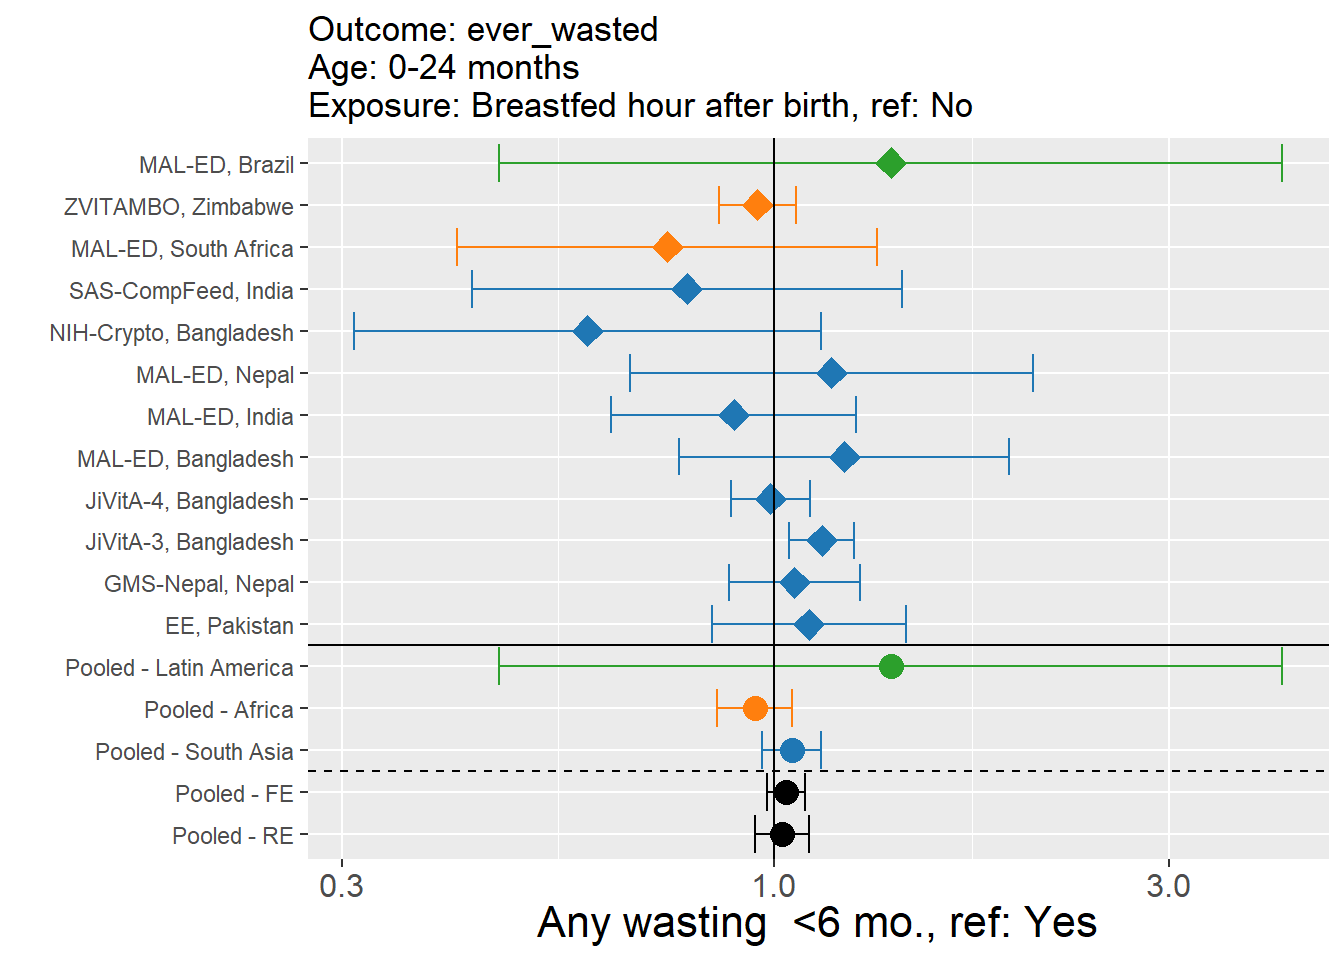 Outcome: ever_wasted
Age: 0-24 months
Exposure: Breastfed hour after birth, ref: No
MAL-ED, Brazil
ZVITAMBO, Zimbabwe
MAL-ED, South Africa
SAS-CompFeed, India
NIH-Crypto, Bangladesh
MAL-ED, Nepal
MAL-ED, India
MAL-ED, Bangladesh
JiVitA-4, Bangladesh
JiVitA-3, Bangladesh
GMS-Nepal, Nepal
EE, Pakistan
Pooled - Latin America
Pooled - Africa
Pooled - South Asia
Pooled - FE
Pooled - RE
0.3 1.0 3.0
Any wasting  <6 mo., ref: Yes